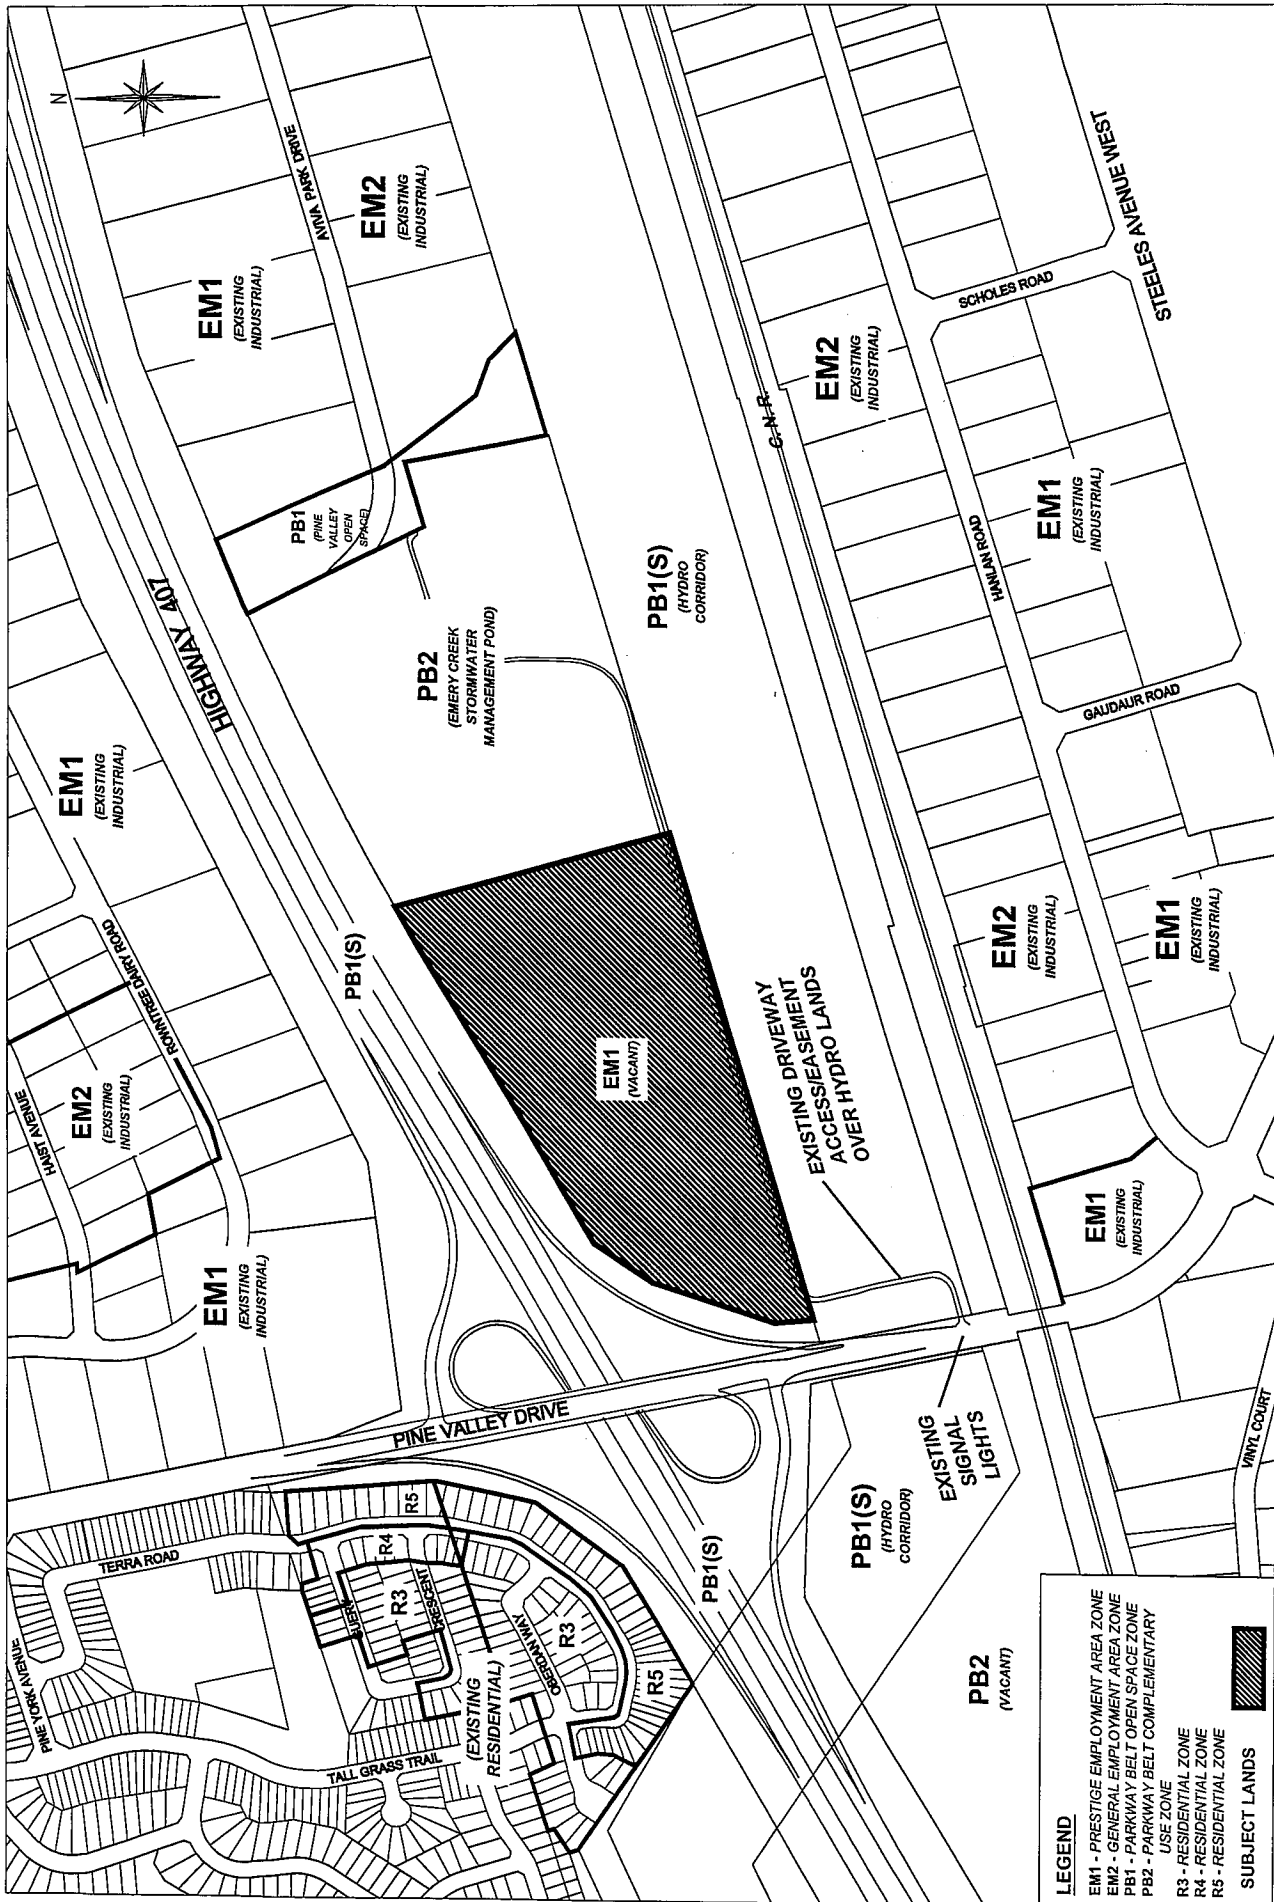 N
HIGHWAY 407
AVIVA PARK DRIVE
EM1
(EXISTING
INDUSTRIAL)
EM2
(EXISTING
INDUSTRIAL)
PB1
(PINE
VALLEY
OPEN
SPACE)
PB2
(EMERY CREEK
STORMWATER
MANAGEMENT POND)
PB1(S)
(HYDRO
CORRIDOR)
C.N.R.
EM2
(EXISTING
INDUSTRIAL)
HANLAN ROAD
SCHOLES ROAD
STEELES AVENUE WEST
EM1
(EXISTING
INDUSTRIAL)
GAUDAUR ROAD
EM1
(EXISTING
INDUSTRIAL)
ROWNTREE DAIRY ROAD
HAIST AVENUE
EM2
(EXISTING
INDUSTRIAL)
EM1
(EXISTING
INDUSTRIAL)
PB1(S)
EM1
(VACANT)
EXISTING DRIVEWAY
ACCESS/EASEMENT
OVER HYDRO LANDS
EM2
(EXISTING
INDUSTRIAL)
EM1
(EXISTING
INDUSTRIAL)
EM1
(EXISTING
INDUSTRIAL)
PINE VALLEY DRIVE
EXISTING
SIGNAL
LIGHTS
VINYL COURT
PINE YORK AVENUE
TERRA ROAD
R5
R4
R3
CRESCENT
OBERDAN WAY
R3
R5
(EXISTING
RESIDENTIAL)
TALL GRASS TRAIL
PB1(S)
PB1(S)
(HYDRO
CORRIDOR)
PB2
(VACANT)
LEGEND
EM1 - PRESTIGE EMPLOYMENT AREA ZONE
EM2 - GENERAL EMPLOYMENT AREA ZONE
PB1 - PARKWAY BELT OPEN SPACE ZONE
PB2 - PARKWAY BELT COMPLEMENTARY
USE ZONE
R3 - RESIDENTIAL ZONE
R4 - RESIDENTIAL ZONE
R5 - RESIDENTIAL ZONE
SUBJECT LANDS